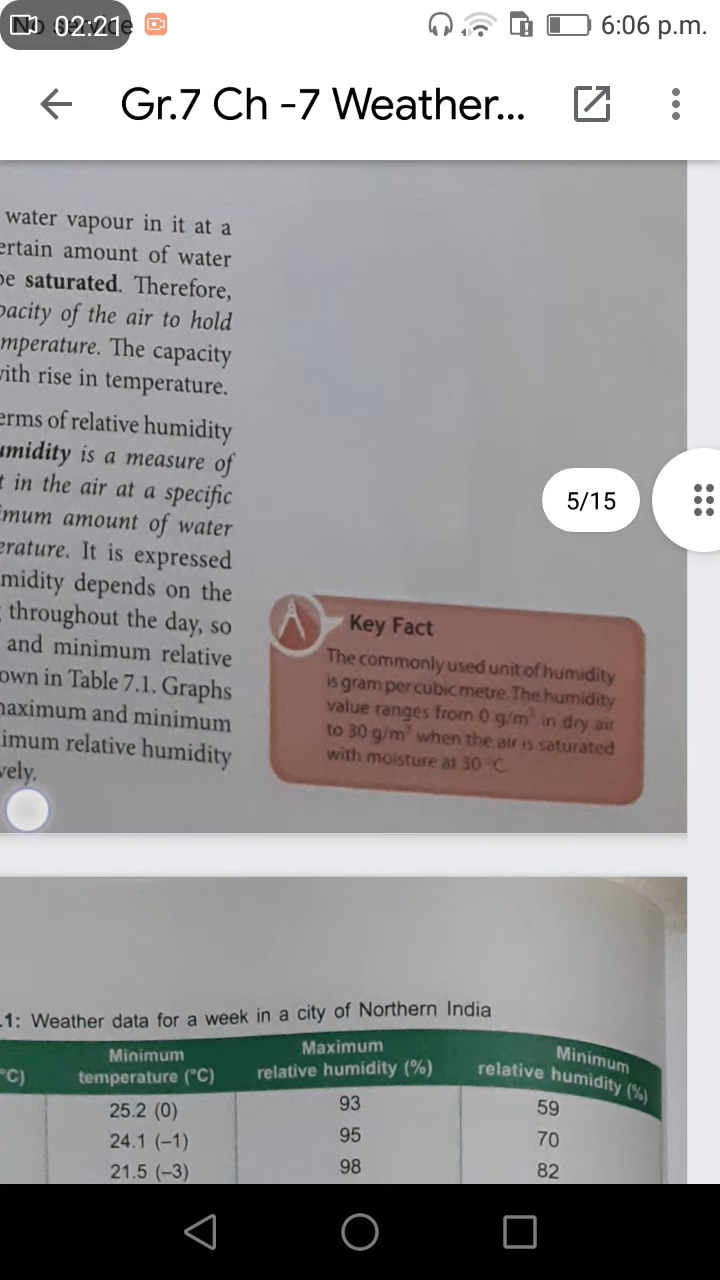 No service
02:21
6:06 p.m.
Gr.7 Ch -7 Weather...
water vapour in it at a
ertain amount of water
be saturated. Therefore,
pacity of the air to hold
mperature. The capacity
with rise in temperature.
erms of relative humidity
umidity is a measure of
t in the air at a specific
imum amount of water
erature. It is expressed
midity depends on the
throughout the day, so
and minimum relative
own in Table 7.1. Graphs
maximum and minimum
imum relative humidity
vely.
5/15
Key Fact
The commonly used unit of humidity
is gram per cubic metre. The humidity
value ranges from 0 g/m³ in dry air
to 30 g/m³ when the air is saturated
with moisture at 30 °C
.1: Weather data for a week in a city of Northern India
°C)
Minimum
temperature (°C)
Maximum
relative humidity (%)
Minimum
relative humidity (%)
25.2 (0) 93 59
24.1 (–1) 95 70
21.5 (–3) 98 82